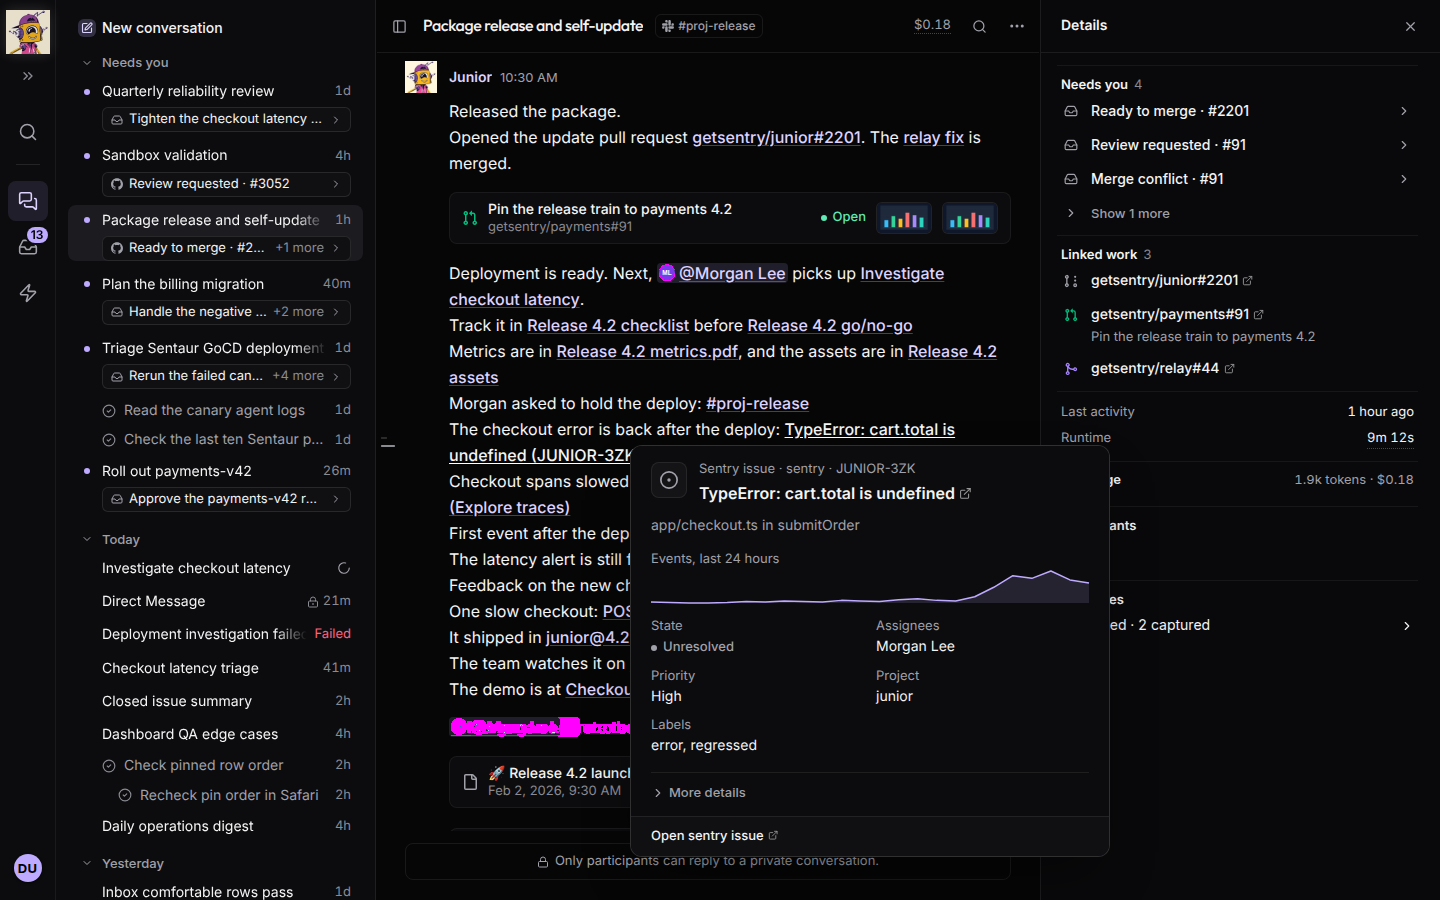 New conversation
Needs you
Quarterly reliability review 1d
Tighten the checkout latency ...
Sandbox validation 4h
Review requested · #3052
Package release and self-update 1h
Ready to merge · #2... +1 more
13
Plan the billing migration 40m
Handle the negative ... +2 more
Triage Sentaur GoCD deployment 1d
Rerun the failed can... +4 more
Read the canary agent logs 1d
Check the last ten Sentaur p... 1d
Roll out payments-v42 26m
Approve the payments-v42 r...
Today
Investigate checkout latency
Direct Message 21m
Deployment investigation failed Failed
Checkout latency triage 41m
Closed issue summary 2h
Dashboard QA edge cases 4h
Check pinned row order 2h
Recheck pin order in Safari 2h
Daily operations digest 4h
Yesterday
Inbox comfortable rows pass 1d
DU
Package release and self-update #proj-release $0.18
Junior 10:30 AM
Released the package.
Opened the update pull request getsentry/junior#2201. The relay fix is
merged.
Pin the release train to payments 4.2
getsentry/payments#91
Open
Deployment is ready. Next, ML @Morgan Lee picks up Investigate
checkout latency.
Track it in Release 4.2 checklist before Release 4.2 go/no-go
Metrics are in Release 4.2 metrics.pdf, and the assets are in Release 4.2
assets
Morgan asked to hold the deploy: #proj-release
The checkout error is back after the deploy: TypeError: cart.total is
undefined (JUNIOR-3ZK
Checkout spans slowed
(Explore traces)
First event after the dep
The latency alert is still f
Feedback on the new ch
One slow checkout: POS
It shipped in junior@4.2
The team watches it on
The demo is at Checkou
🚀 Release 4.2 launch
Feb 2, 2026, 9:30 AM
Only participants can reply to a private conversation.
Sentry issue · sentry · JUNIOR-3ZK
TypeError: cart.total is undefined
app/checkout.ts in submitOrder
Events, last 24 hours
State Assignees
Unresolved Morgan Lee
Priority Project
High junior
Labels
error, regressed
More details
Open sentry issue
Details
Needs you 4
Ready to merge · #2201
Review requested · #91
Merge conflict · #91
Show 1 more
Linked work 3
getsentry/junior#2201
getsentry/payments#91
Pin the release train to payments 4.2
getsentry/relay#44
Last activity 1 hour ago
Runtime 9m 12s
ge 1.9k tokens · $0.18
ants
es
ed · 2 captured